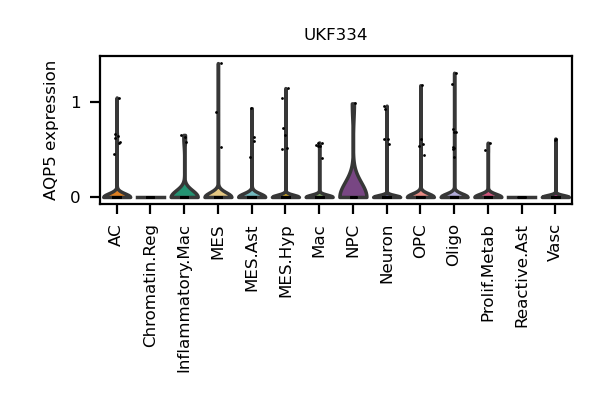 UKF334
AQP5 expression
1
0
AC
Chromatin.Reg
Inflammatory.Mac
MES
MES.Ast
MES.Hyp
Mac
NPC
Neuron
OPC
Oligo
Prolif.Metab
Reactive.Ast
Vasc